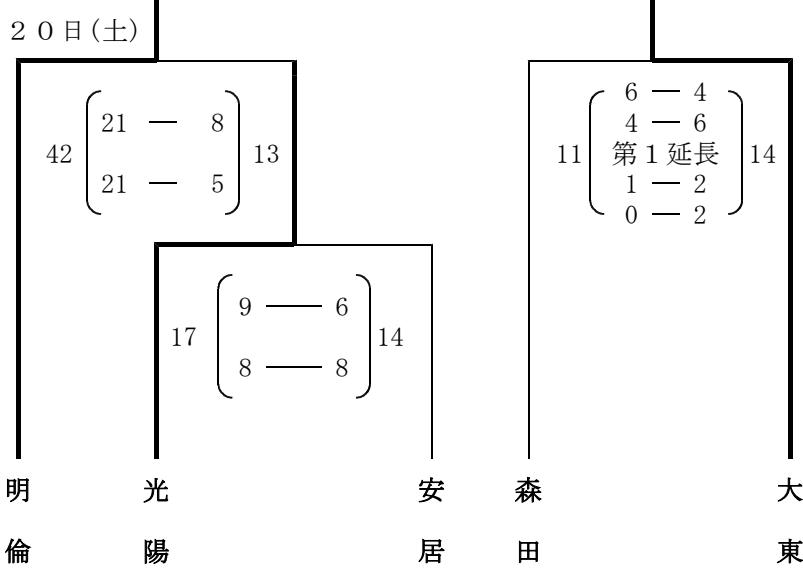 ２０日(土)
42 21 ― 8 13
21 ― 5
11 6 ― 4 14
4 ― 6
第１延長
1 ― 2
0 ― 2
17 9 ― 6 14
8 ― 8
明倫
光陽
安居
森田
大東